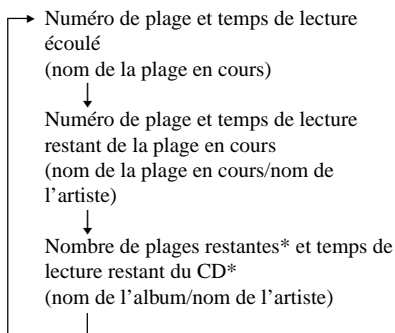 Numéro de plage et temps de lecture
écoulé
(nom de la plage en cours)
Numéro de plage et temps de lecture
restant de la plage en cours
(nom de la plage en cours/nom de
l’artiste)
Nombre de plages restantes* et temps de
lecture restant du CD*
(nom de l’album/nom de l’artiste)